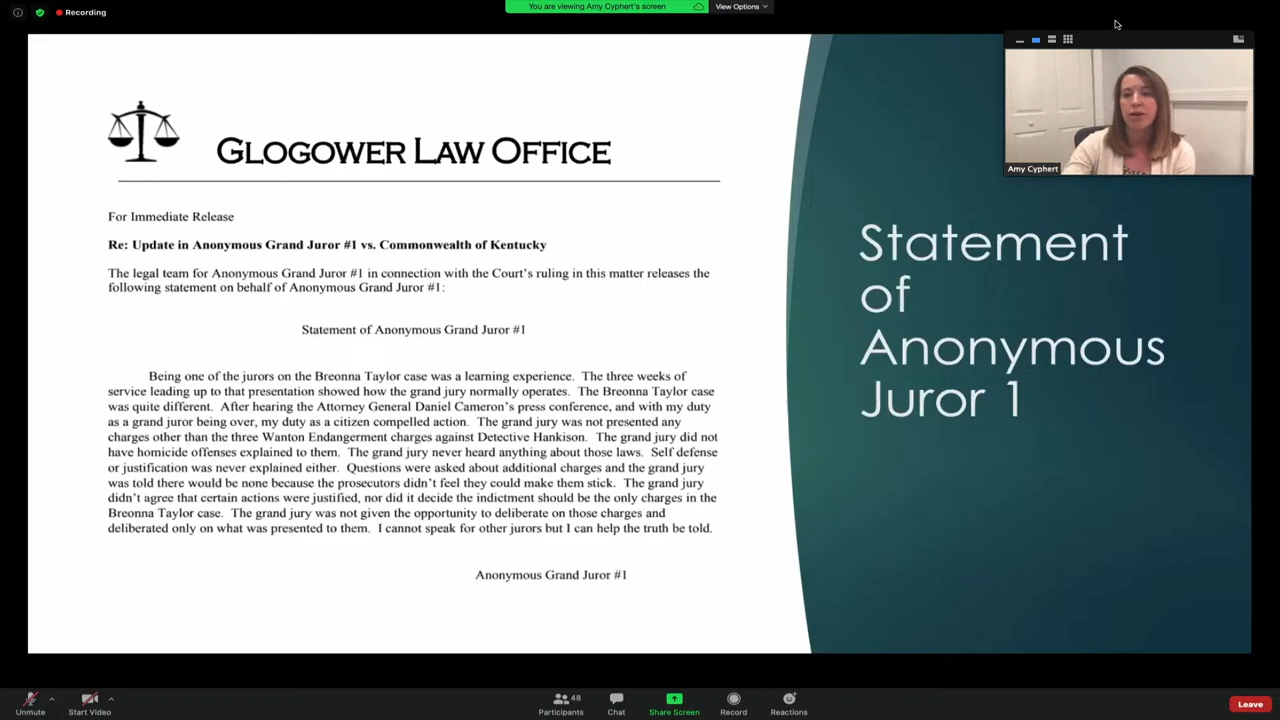 Recording
You are viewing Amy Cyphert's screen
View Options
GLOGOWER LAW OFFICE
For Immediate Release
Re: Update in Anonymous Grand Juror #1 vs. Commonwealth of Kentucky
The legal team for Anonymous Grand Juror #1 in connection with the Court's ruling in this matter releases the
following statement on behalf of Anonymous Grand Juror #1:
Statement of Anonymous Grand Juror #1
Being one of the jurors on the Breonna Taylor case was a learning experience. The three weeks of
service leading up to that presentation showed how the grand jury normally operates. The Breonna Taylor case
was quite different. After hearing the Attorney General Daniel Cameron's press conference, and with my duty
as a grand juror being over, my duty as a citizen compelled action. The grand jury was not presented any
charges other than the three Wanton Endangerment charges against Detective Hankison. The grand jury did not
have homicide offenses explained to them. The grand jury never heard anything about those laws. Self defense
or justification was never explained either. Questions were asked about additional charges and the grand jury
was told there would be none because the prosecutors didn't feel they could make them stick. The grand jury
didn't agree that certain actions were justified, nor did it decide the indictment should be the only charges in the
Breonna Taylor case. The grand jury was not given the opportunity to deliberate on those charges and
deliberated only on what was presented to them. I cannot speak for other jurors but I can help the truth be told.
Anonymous Grand Juror #1
Amy Cyphert
Statement
of
Anonymous
Juror 1
Unmute
Start Video
48
Participants
Chat
Share Screen
Record
Reactions
Leave